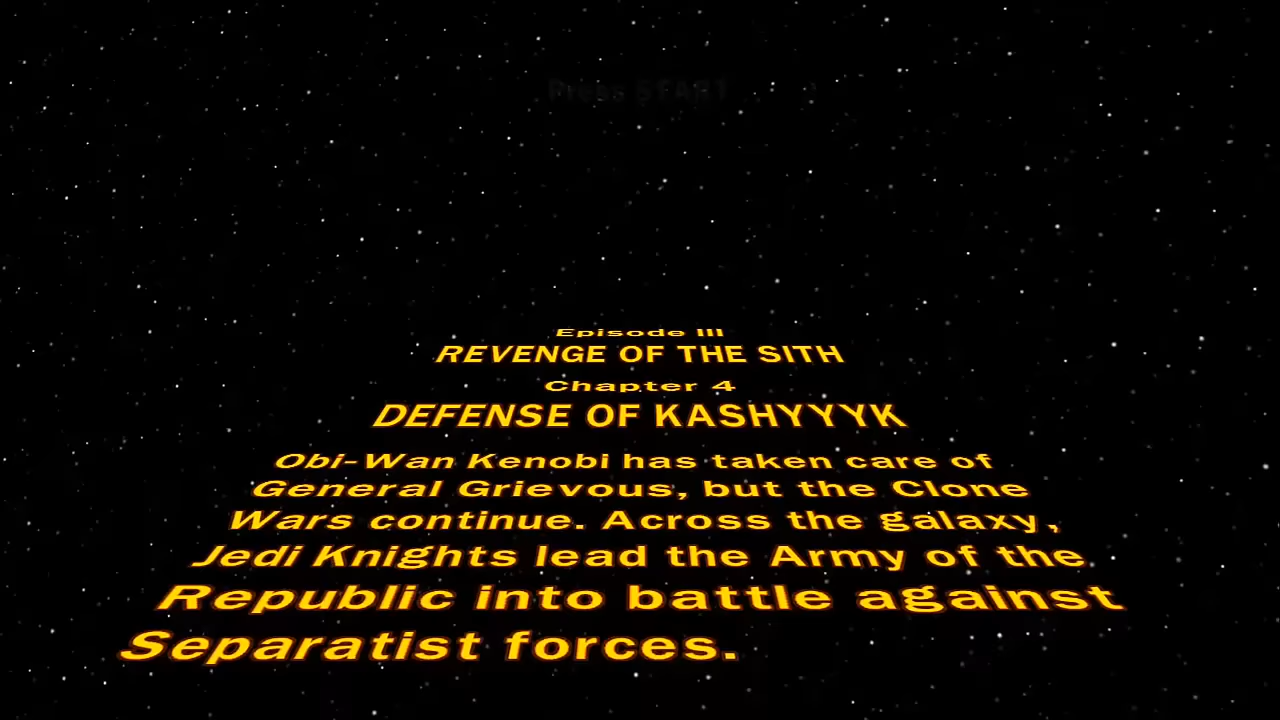 Press START
Episode III
REVENGE OF THE SITH
Chapter 4
DEFENSE OF KASHYYYK
Obi-Wan Kenobi has taken care of
General Grievous, but the Clone
Wars continue. Across the galaxy,
Jedi Knights lead the Army of the
Republic into battle against
Separatist forces.